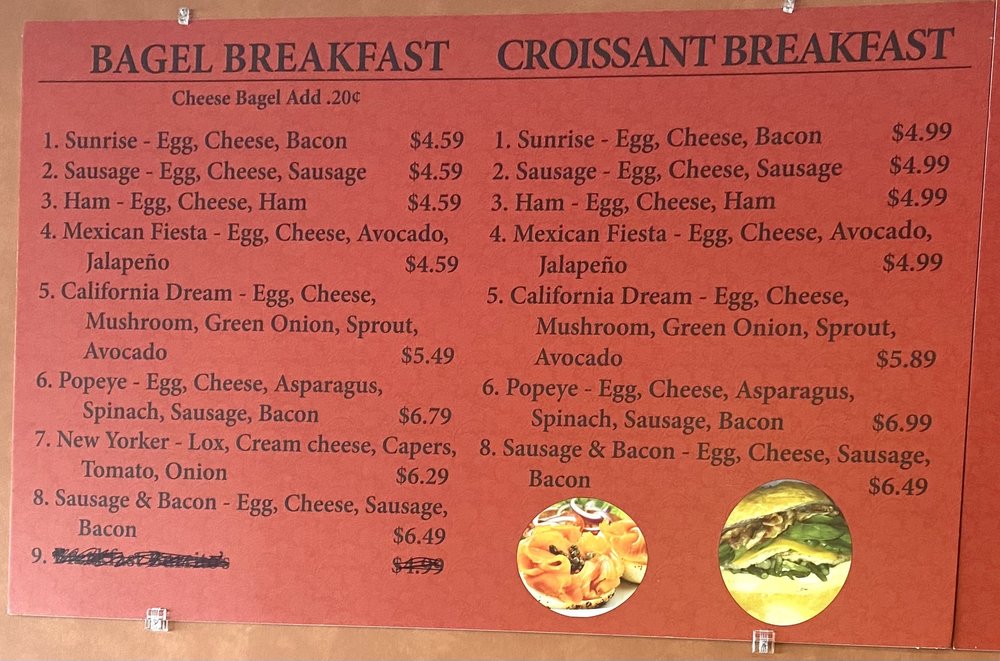 BAGEL BREAKFAST
Cheese Bagel Add .20¢
1. Sunrise - Egg, Cheese, Bacon $4.59
2. Sausage - Egg, Cheese, Sausage $4.59
3. Ham - Egg, Cheese, Ham $4.59
4. Mexican Fiesta - Egg, Cheese, Avocado,
Jalapeño $4.59
5. California Dream - Egg, Cheese,
Mushroom, Green Onion, Sprout,
Avocado $5.49
6. Popeye - Egg, Cheese, Asparagus,
Spinach, Sausage, Bacon $6.79
7. New Yorker - Lox, Cream cheese, Capers,
Tomato, Onion $6.29
8. Sausage & Bacon - Egg, Cheese, Sausage,
Bacon $6.49
9. $4.99
CROISSANT BREAKFAST
1. Sunrise - Egg, Cheese, Bacon $4.99
2. Sausage - Egg, Cheese, Sausage $4.99
3. Ham - Egg, Cheese, Ham $4.99
4. Mexican Fiesta - Egg, Cheese, Avocado,
Jalapeño $4.99
5. California Dream - Egg, Cheese,
Mushroom, Green Onion, Sprout,
Avocado $5.89
6. Popeye - Egg, Cheese, Asparagus,
Spinach, Sausage, Bacon $6.99
8. Sausage & Bacon - Egg, Cheese, Sausage,
Bacon $6.49